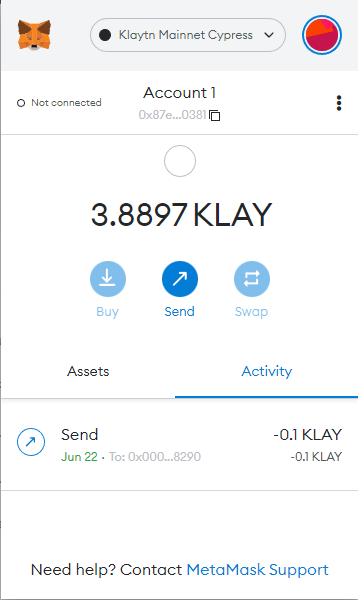 Klaytn Mainnet Cypress
Not connected
Account 1
0x87e...0381
3.8897 KLAY
Buy
Send
Swap
Assets
Activity
Send
-0.1 KLAY
Jun 22 · To: 0x000...8290
-0.1 KLAY
Need help? Contact MetaMask Support